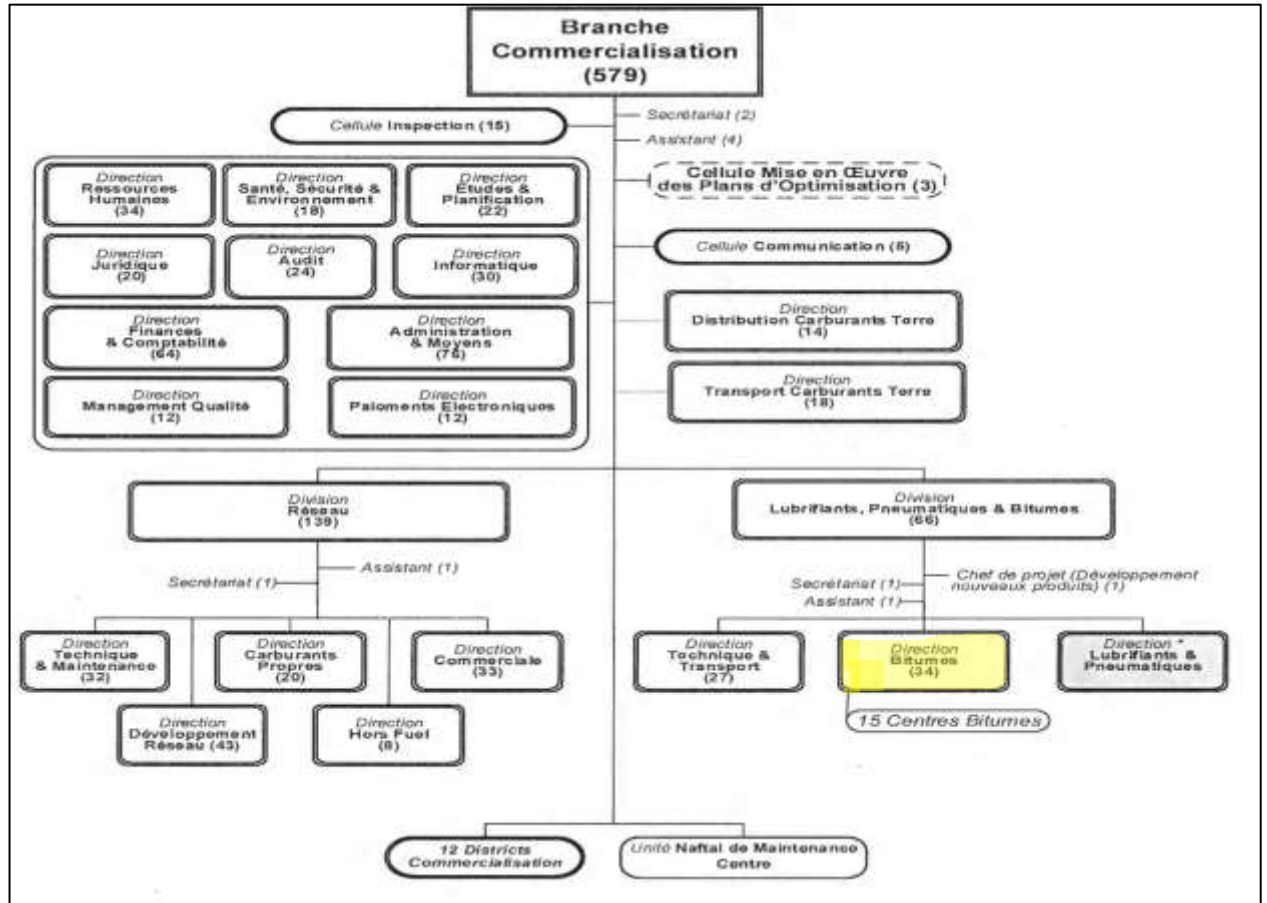 Branche
Commercialisation
(579)
Secrétariat (2)
Cellule Inspection (15)
Assistant (4)
Cellule Mise en Œuvre
des Plans d'Optimisation (3)
Direction
Ressources
Humaines
(34)
Direction
Santé, Sécurité &
Environnement
(18)
Direction
Études &
Planification
(22)
Cellule Communication (5)
Direction
Juridique
(20)
Direction
Audit
(24)
Direction
Informatique
(30)
Direction
Distribution Carburants Terre
(14)
Direction
Finances
& Comptabilité
(64)
Direction
Administration
& Moyens
Direction
Transport Carburants Terre
(18)
Direction
Management Qualité
(12)
Direction
Paiements Electroniques
(12)
Division
Réseau
(139)
Division
Lubrifiants, Pneumatiques & Bitumes
(66)
Assistant (1)
Secrétariat (1)
Chef de projet (Développement
nouveaux produits) (1)
Secrétariat (1)
Assistant (1)
Direction
Technique
& Maintenance
(32)
Direction
Carburants
Propres
(20)
Direction
Commerciale
(33)
Direction
Technique &
Transport
(27)
Direction
Bitumes
(34)
Direction *
Lubrifiants &
Pneumatiques
Direction
Développement
Réseau (43)
Direction
Hors Fuel
(8)
15 Centres Bitumes
12 Districts
Commercialisation
Unité Naftal de Maintenance
Centre